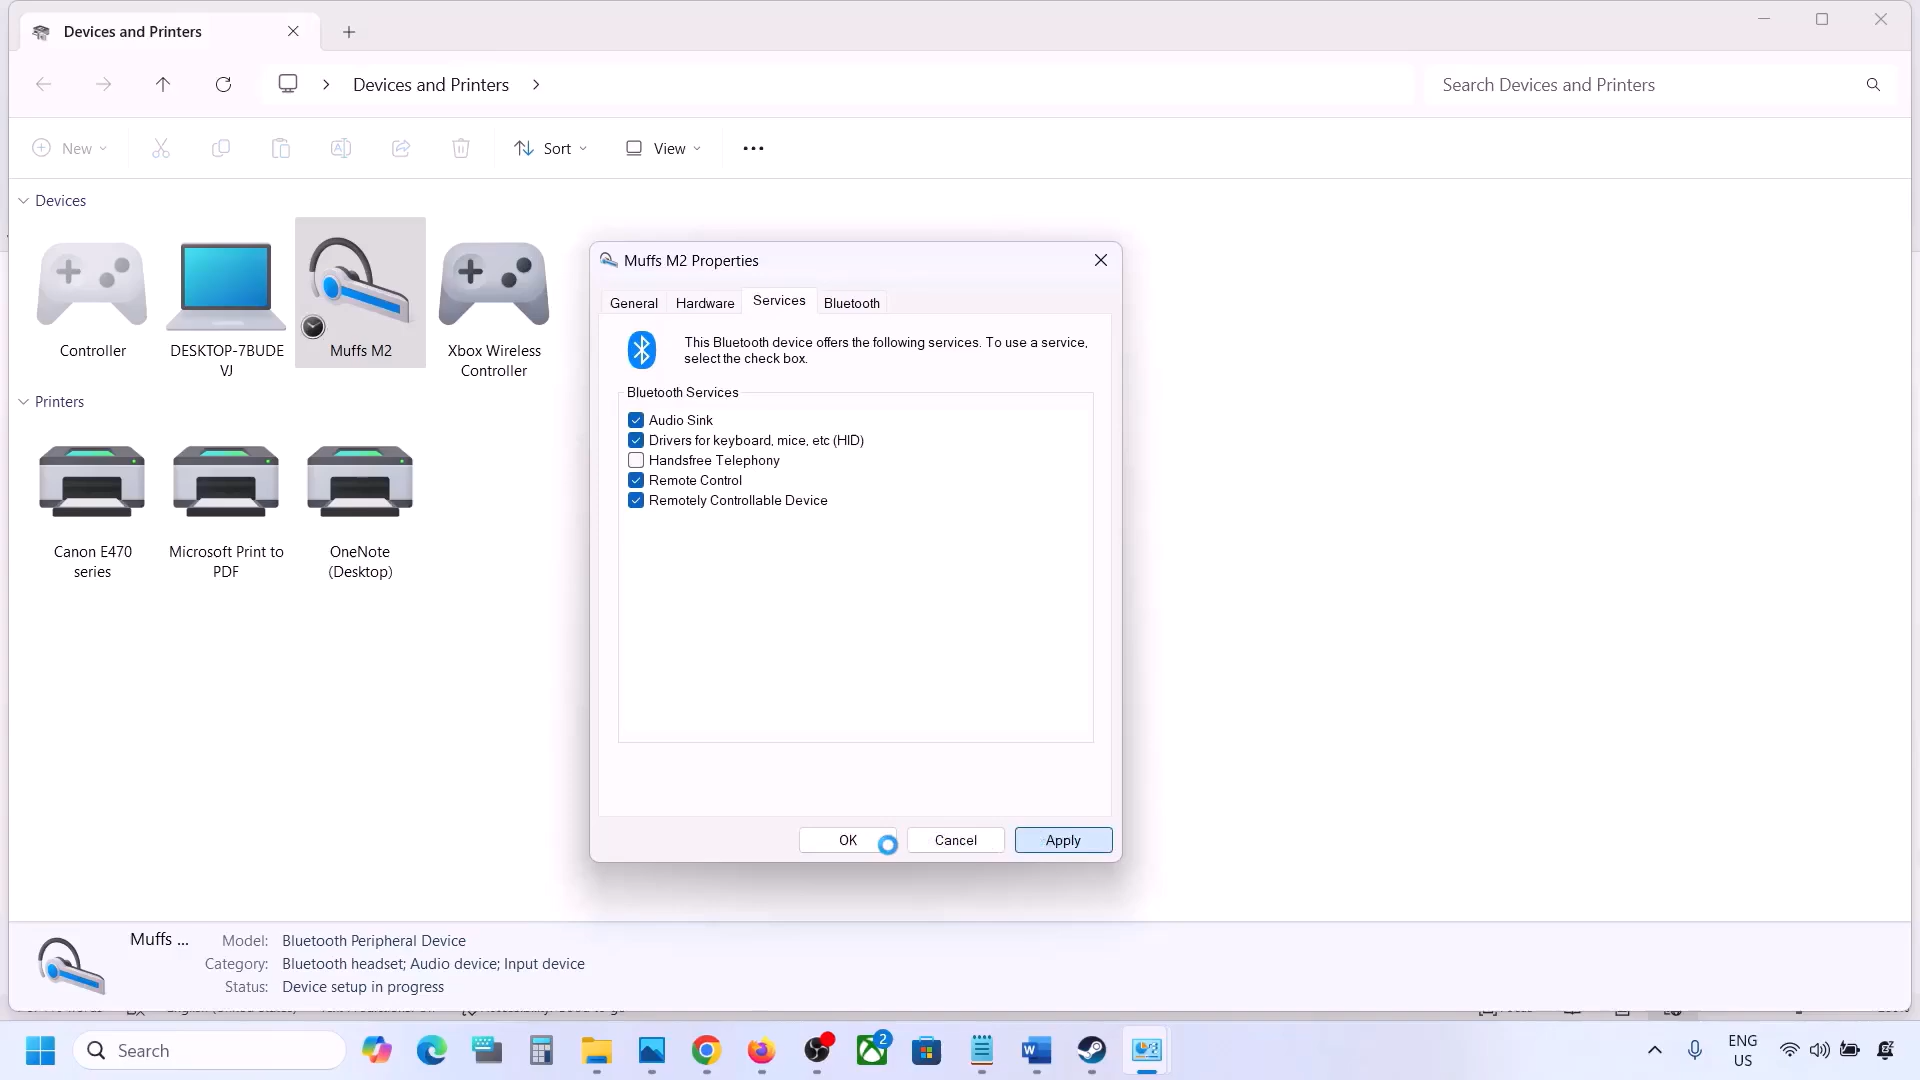 Devices and Printers
Devices and Printers
Search Devices and Printers
New
Sort
View
Devices
Controller
DESKTOP-7BUDE
VJ
Muffs M2
Xbox Wireless
Controller
Printers
Canon E470
series
Microsoft Print to
PDF
OneNote
(Desktop)
Muffs M2 Properties
General
Hardware
Services
Bluetooth
This Bluetooth device offers the following services. To use a service,
select the check box.
Bluetooth Services
Audio Sink
Drivers for keyboard, mice, etc (HID)
Handsfree Telephony
Remote Control
Remotely Controllable Device
OK
Cancel
Apply
Muffs ...
Model: Bluetooth Peripheral Device
Category: Bluetooth headset; Audio device; Input device
Status: Device setup in progress
Search
2
ENG
US